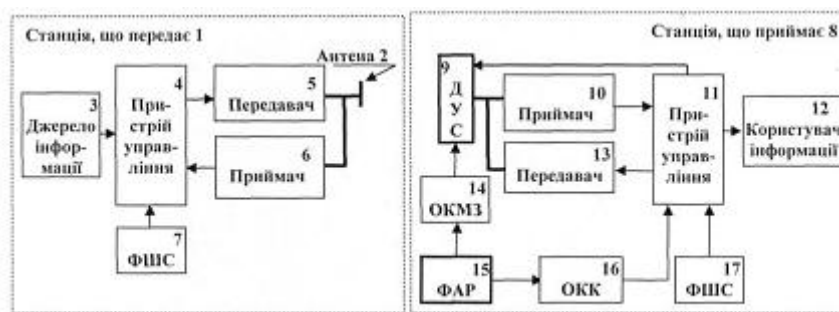 Станція, що передає 1
Антена 2
3
Джерело
інфор-
мації
4
При-
стрій
управ-
ління
5
Передавач
6
Приймач
7
ФШС
Станція, що приймає 8
9
Д
У
С
10
Приймач
11
При-
стрій
управ-
ління
12
Користувач
інформації
13
Передавач
14
ОКМЗ
15
ФАР
16
ОКК
17
ФШС